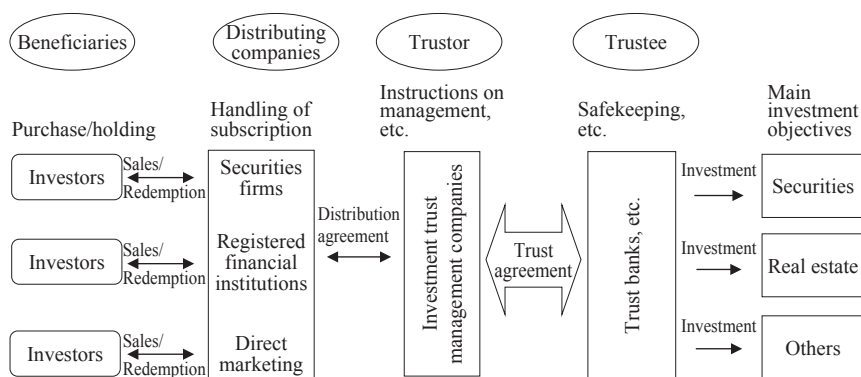 Beneficiaries
Distributing
companies
Trustor
Trustee
Purchase/holding
Handling of
subscription
Instructions on
management,
etc.
Safekeeping,
etc.
Main
investment
objectives
Investors
Sales/
Redemption
Securities
firms
Investors
Sales/
Redemption
Registered
financial
institutions
Investors
Sales/
Redemption
Direct
marketing
Distribution
agreement
Investment trust
management companies
Trust
agreement
Trust banks, etc.
Investment
Securities
Investment
Real estate
Investment
Others